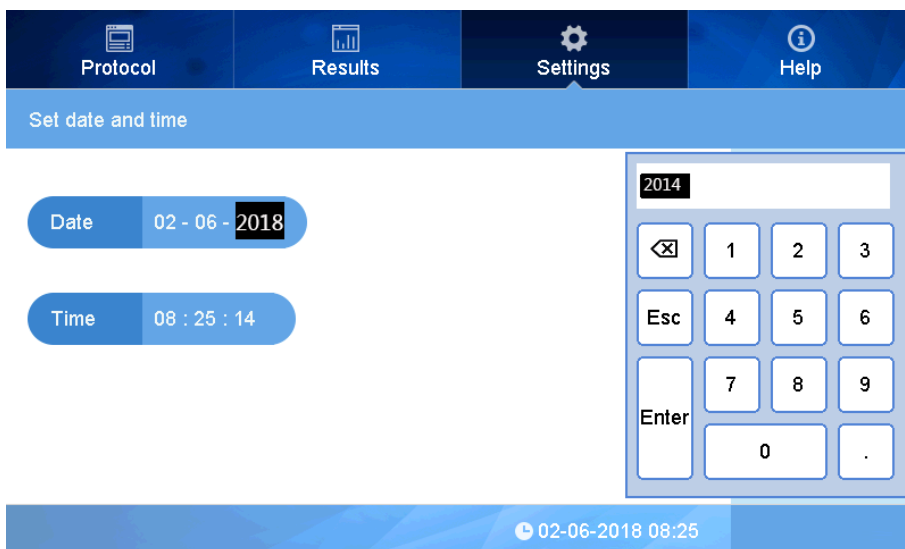 Protocol Results Settings Help
Set date and time
Date 02 - 06 - 2018
Time 08 : 25 : 14
2014
1 2 3
Esc 4 5 6
7 8 9
Enter
0 .
02-06-2018 08:25